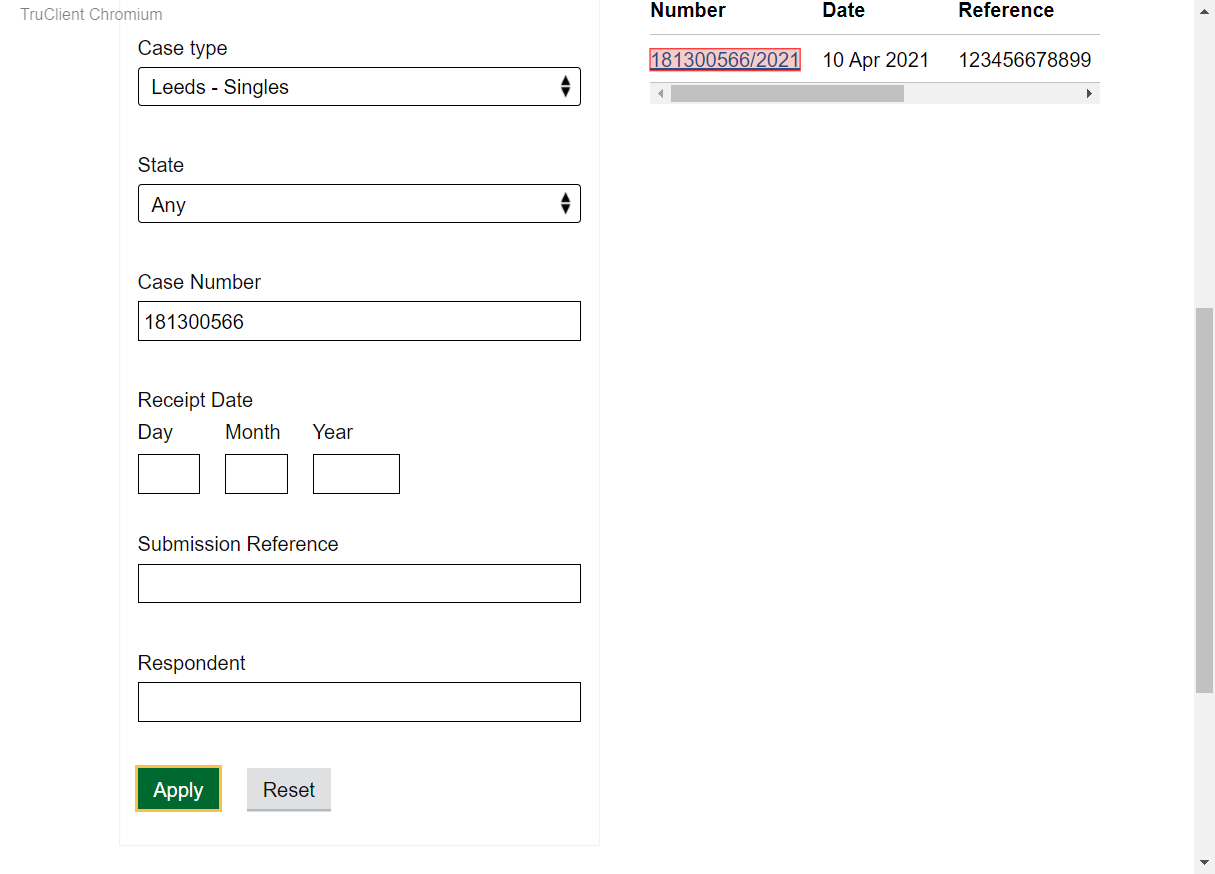 TruClient Chromium
Case type
Leeds - Singles
State
Any
Case Number
181300566
Receipt Date
Day Month Year
Submission Reference
Respondent
Apply Reset
Number Date Reference
181300566/2021 10 Apr 2021 123456678899